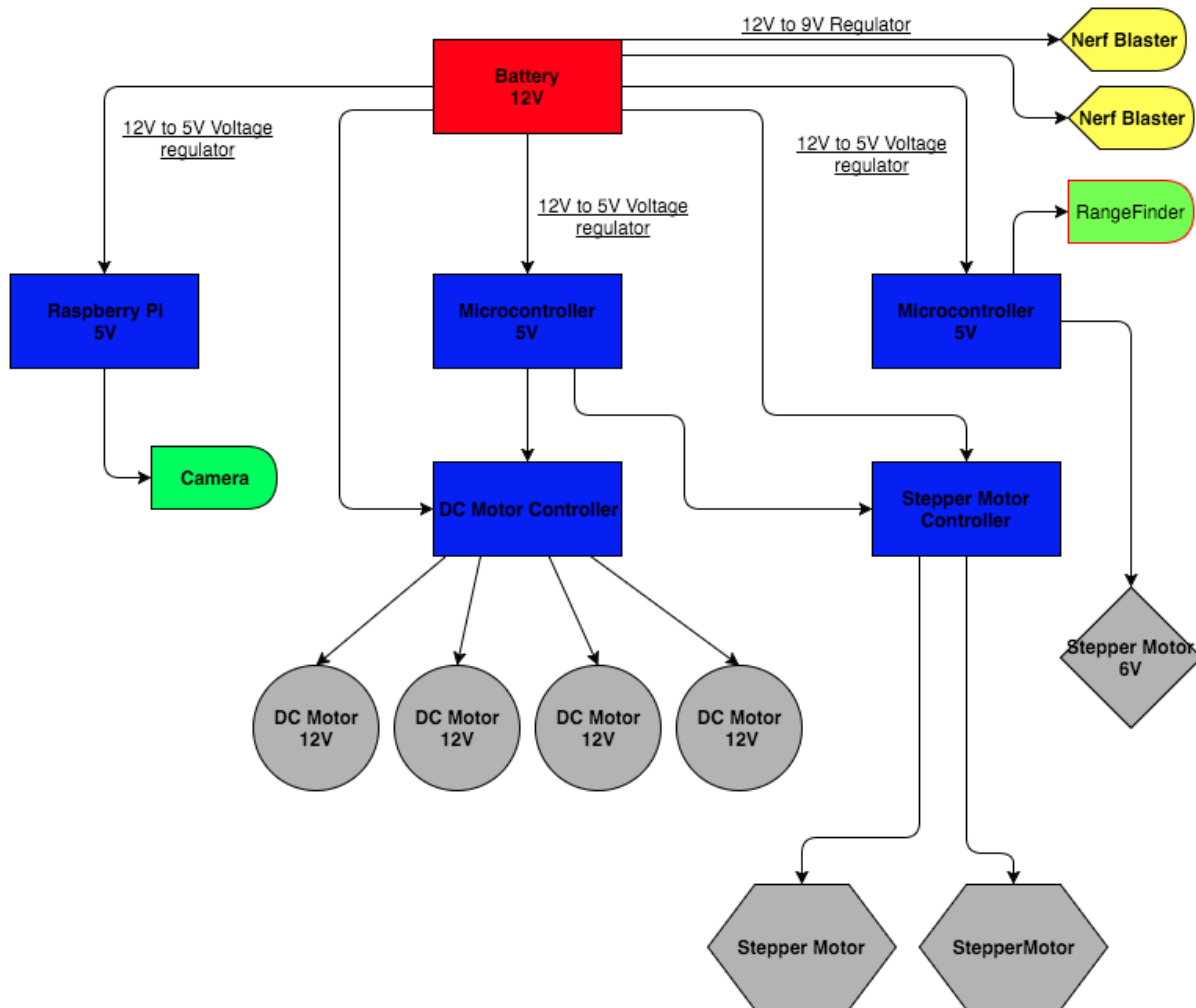 12V to 9V Regulator
Nerf Blaster
Battery
12V
Nerf Blaster
12V to 5V Voltage
regulator
12V to 5V Voltage
regulator
12V to 5V Voltage
regulator
RangeFinder
Raspberry Pi
5V
Microcontroller
5V
Microcontroller
5V
Camera
DC Motor Controller
Stepper Motor
Controller
Stepper Motor
6V
DC Motor
12V
DC Motor
12V
DC Motor
12V
DC Motor
12V
Stepper Motor
StepperMotor